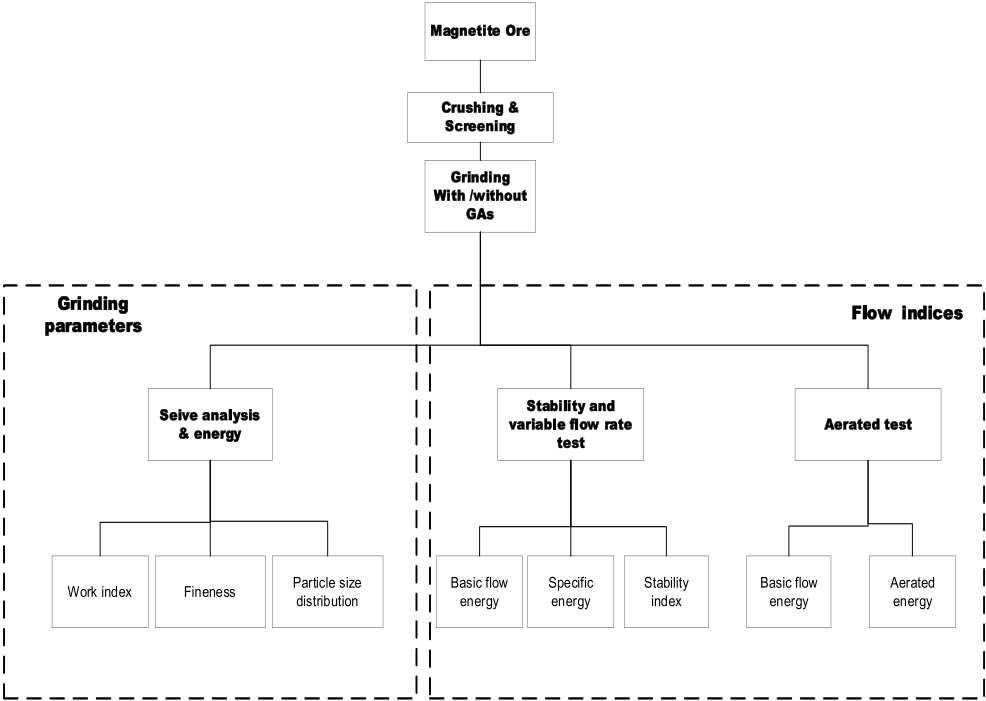 Magnetite Ore
Crushing &
Screening
Grinding
With /without
GAs
Grinding
parameters
Flow indices
Seive analysis
& energy
Stability and
variable flow rate
test
Aerated test
Work index
Fineness
Particle size
distribution
Basic flow
energy
Specific
energy
Stability
index
Basic flow
energy
Aerated
energy